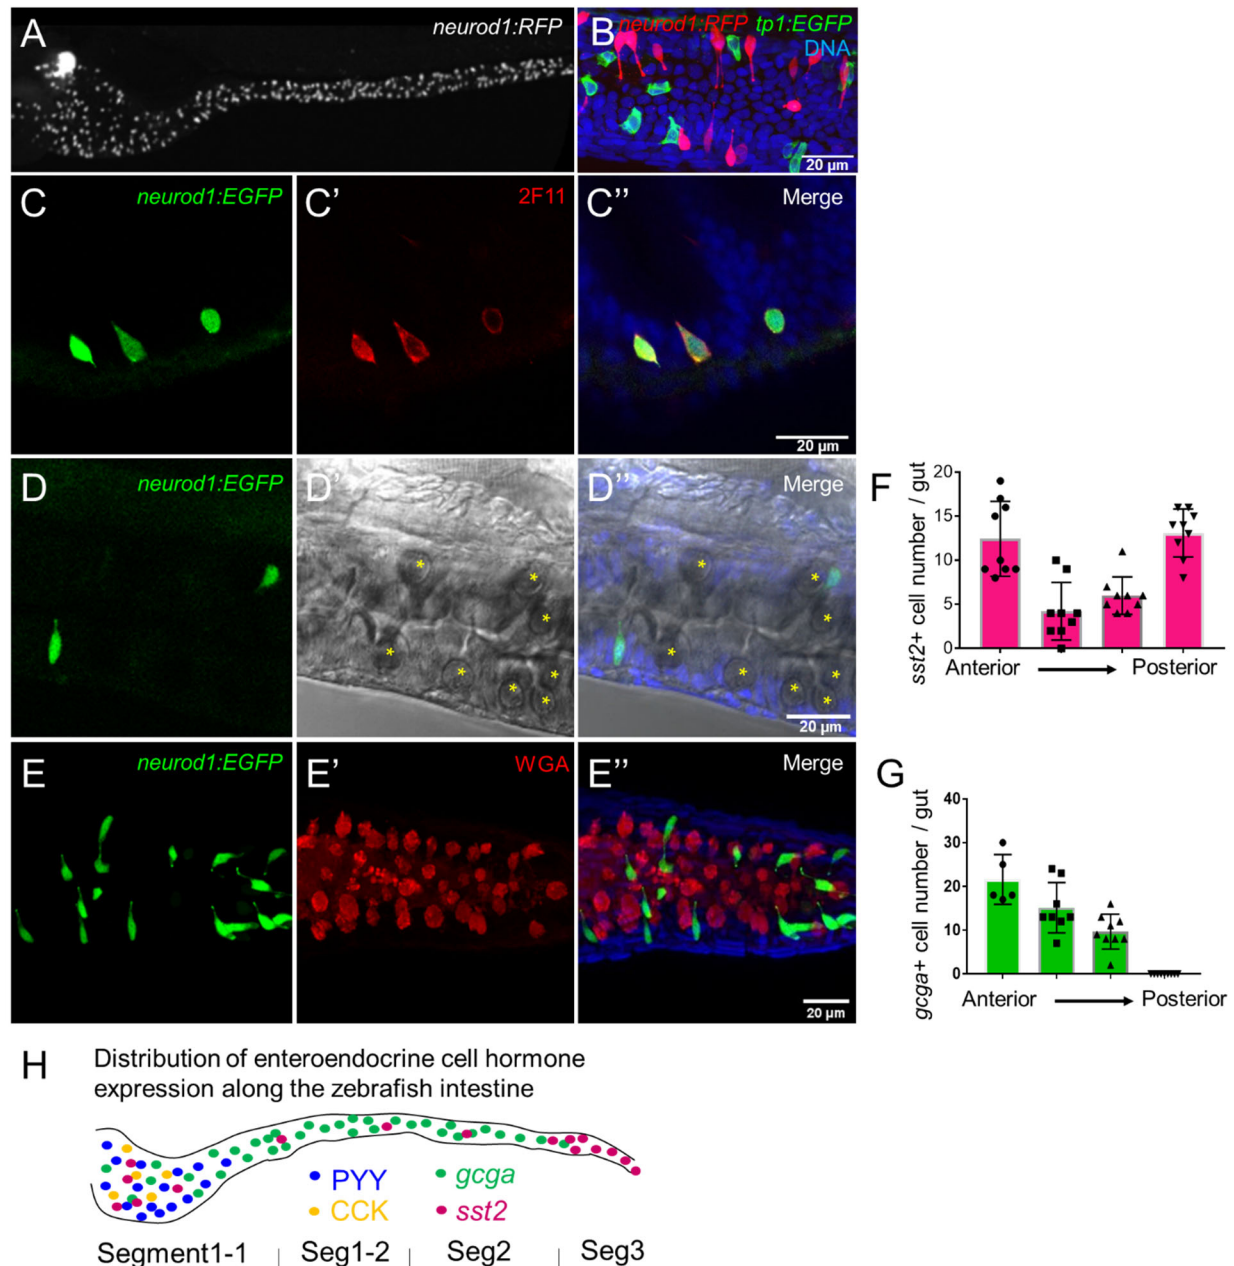 A
neurod1:RFP
B
neurod1:RFP tp1:EGFP
DNA
20 µm
C
neurod1:EGFP
C'
2F11
C''
Merge
20 µm
D
neurod1:EGFP
D'
D''
Merge
20 µm
E
neurod1:EGFP
E'
WGA
E''
Merge
20 µm
F
sst2+ cell number / gut
20
15
10
5
0
Anterior
Posterior
G
gcga+ cell number / gut
40
30
20
10
0
Anterior
Posterior
H
Distribution of enteroendocrine cell hormone
expression along the zebrafish intestine
PYY
gcga
CCK
sst2
Segment1-1 | Seg1-2 | Seg2 | Seg3